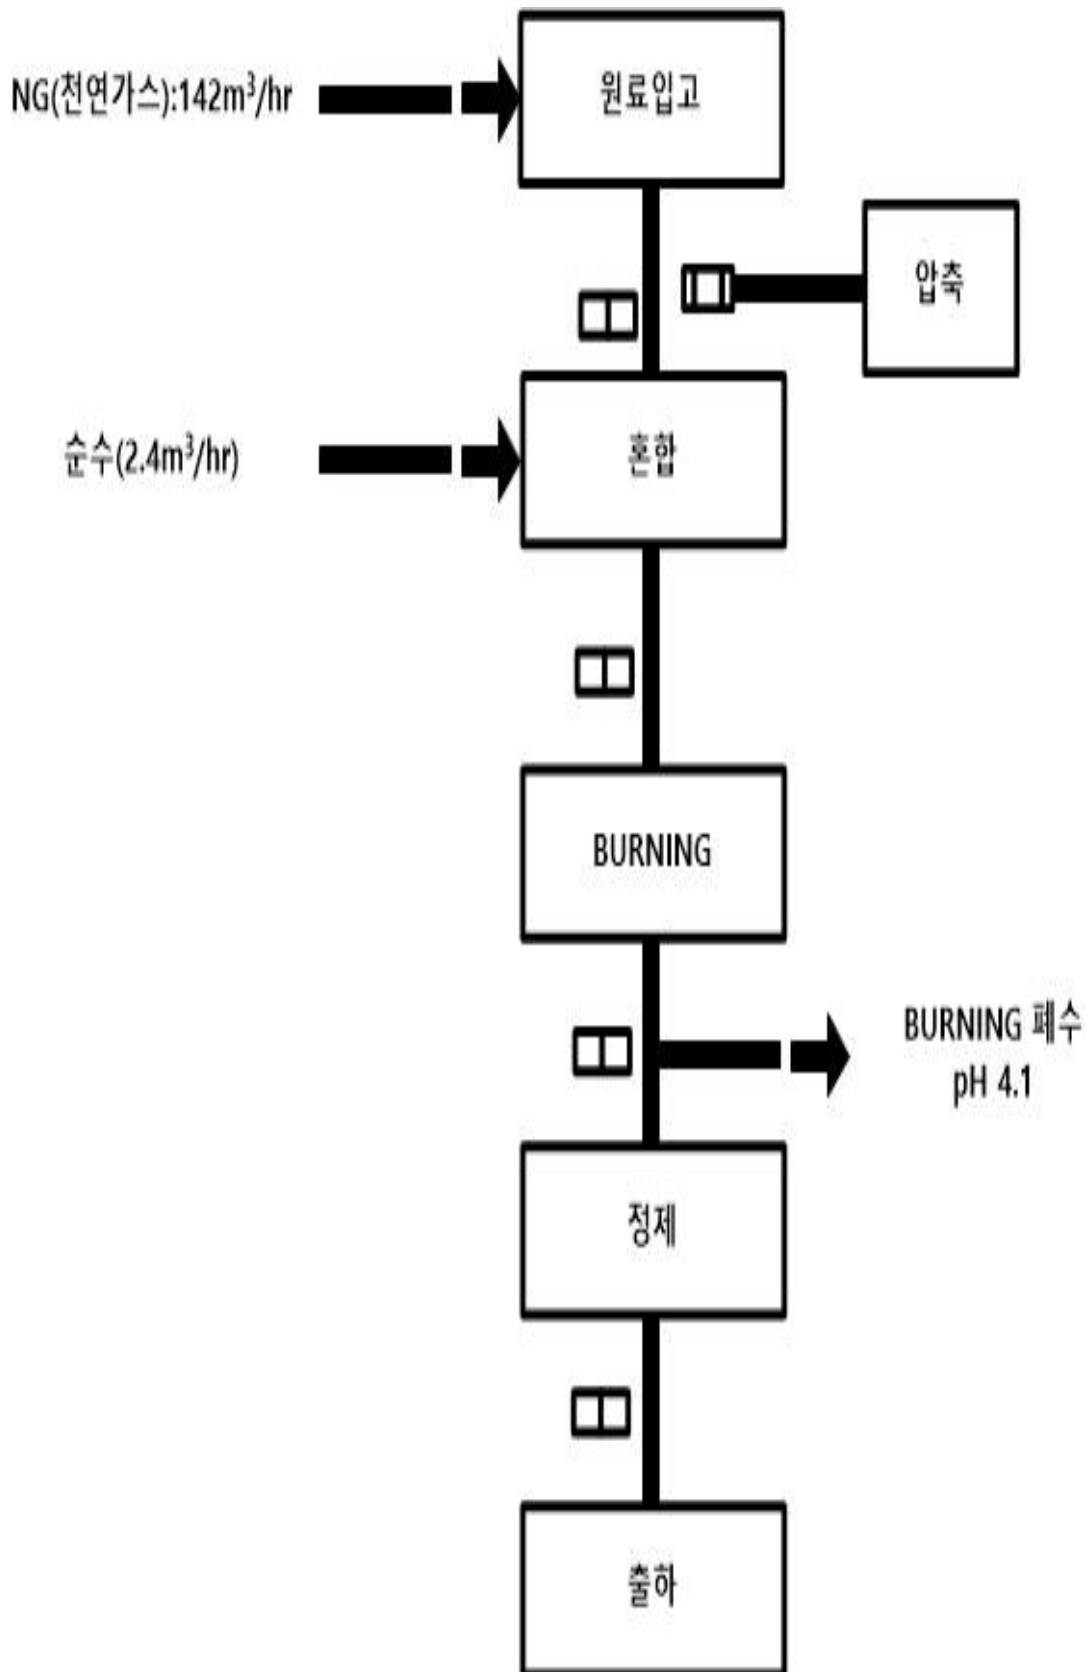 NG(천연가스):142m³/hr
원료입고
압축
순수(2.4m³/hr)
혼합
BURNING
BURNING 폐수
pH 4.1
정제
출하